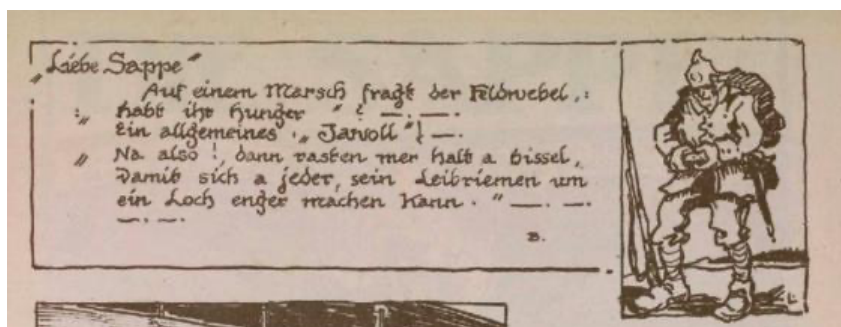 „Liebe Sappe"
Auf einem Marsch fragt der Feldwebel,:
:„ habt ihr Hunger "? —.—.
Ein allgemeines „Jawoll"! —.
„ Na also!, dann rasten mer halt a bissel,
Damit sich a jeder, sein Leibriemen um
ein Loch enger machen kann." —.—.
—.—.
B.